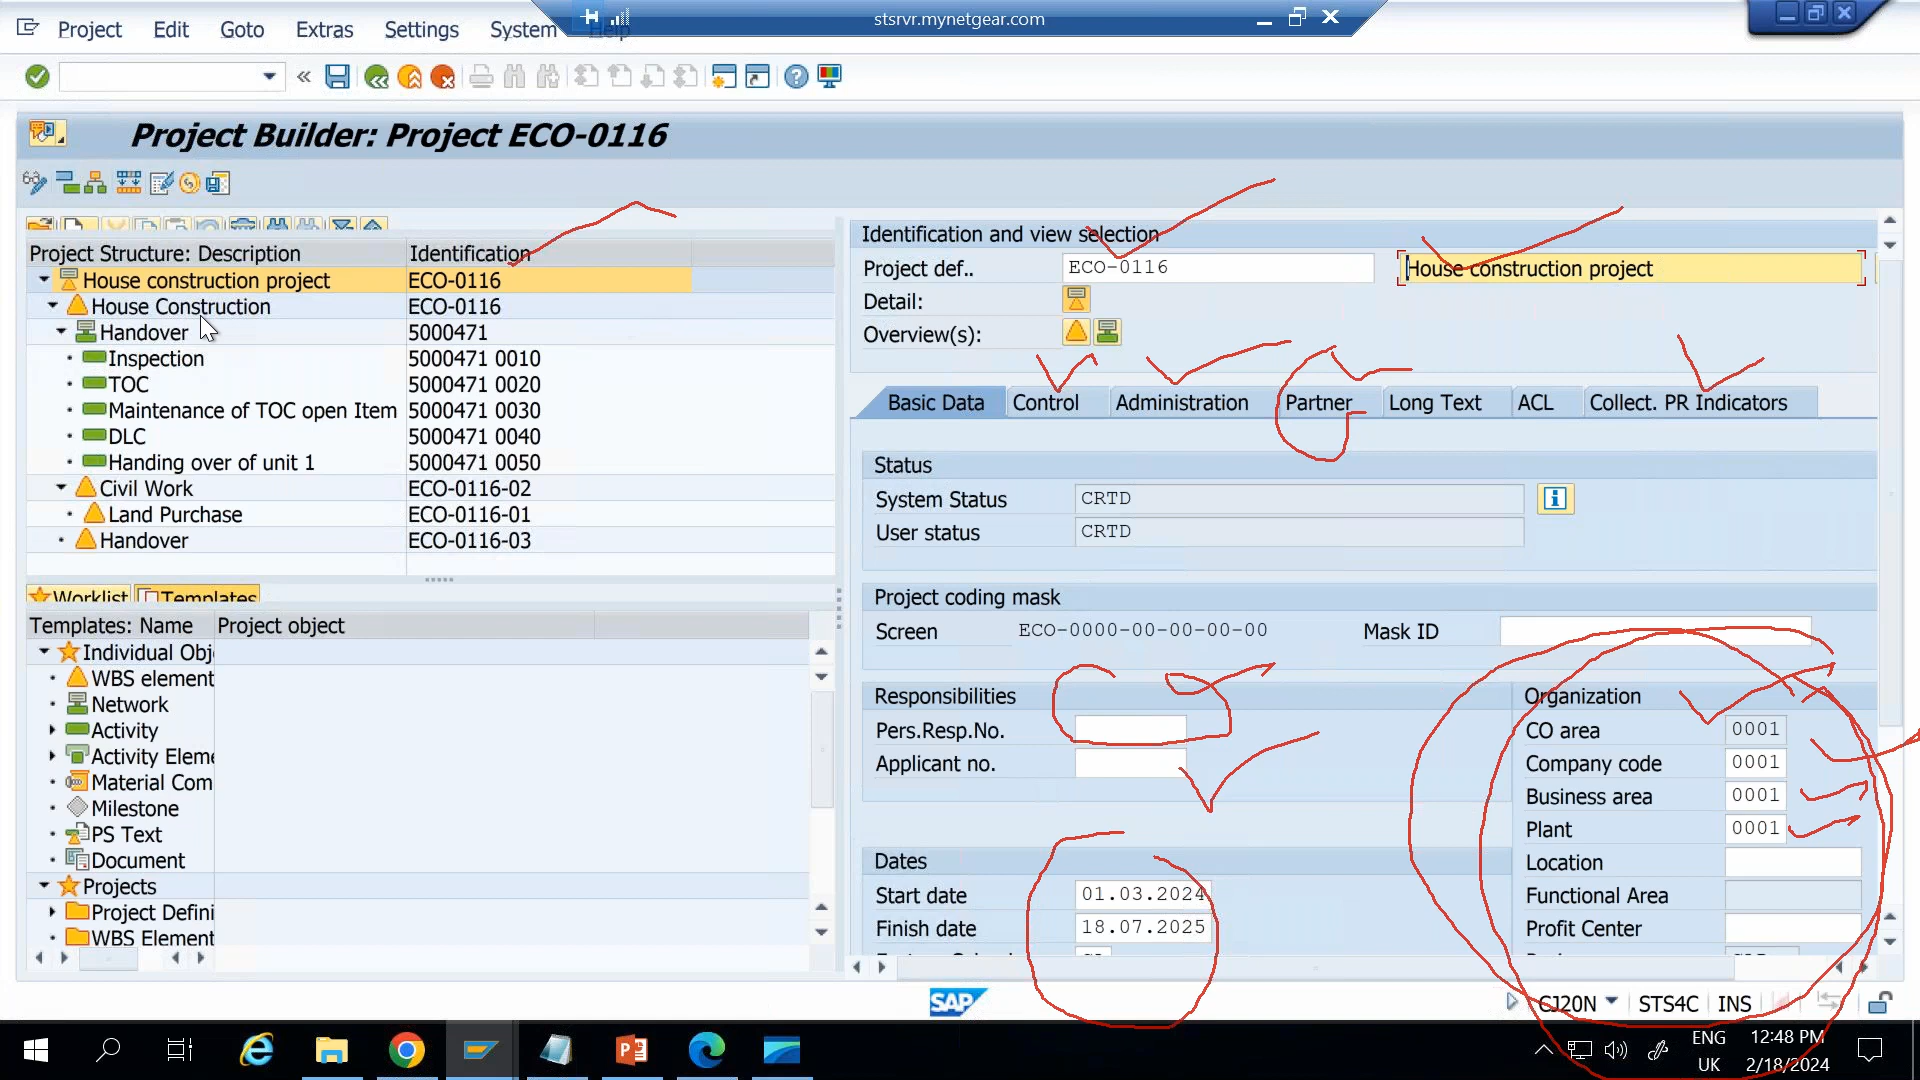 stsrvr.mynetgear.com
Project Edit Goto Extras Settings System Help
Project Builder: Project ECO-0116
Project Structure: Description Identification
House construction project ECO-0116
House Construction ECO-0116
Handover 5000471
Inspection 5000471 0010
TOC 5000471 0020
Maintenance of TOC open Item 5000471 0030
DLC 5000471 0040
Handing over of unit 1 5000471 0050
Civil Work ECO-0116-02
Land Purchase ECO-0116-01
Handover ECO-0116-03
Worklist Templates
Templates: Name Project object
Individual Obj
WBS element
Network
Activity
Activity Eleme
Material Com
Milestone
PS Text
Document
Projects
Project Defini
WBS Element
Identification and view selection
Project def.. ECO-0116 House construction project
Detail:
Overview(s):
Basic Data Control Administration Partner Long Text ACL Collect. PR Indicators
Status
System Status CRTD
User status CRTD
Project coding mask
Screen ECO-0000-00-00-00-00 Mask ID
Responsibilities
Pers.Resp.No.
Applicant no.
Organization
CO area 0001
Company code 0001
Business area 0001
Plant 0001
Location
Functional Area
Profit Center
Dates
Start date 01.03.2024
Finish date 18.07.2025
SAP
CJ20N STS4C INS
ENG 12:48 PM
UK 2/18/2024